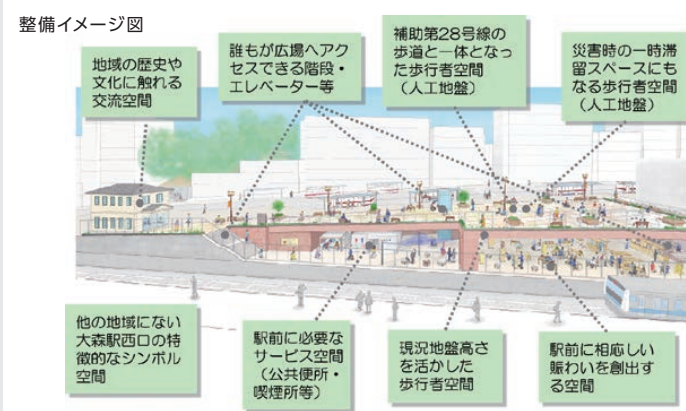 整備イメージ図
地域の歴史や
文化に触れる
交流空間
誰もが広場へアク
セスできる階段・
エレベーター等
補助第28号線の
歩道と一体となっ
た歩行者空間
（人工地盤）
災害時の一時滞
留スペースにも
なる歩行者空間
（人工地盤）
他の地域にない
大森駅西口の特
徴的なシンボル
空間
駅前に必要な
サービス空間
（公共便所・
喫煙所等）
現況地盤高さ
を活かした
歩行者空間
駅前に相応しい
賑わいを創出す
る空間